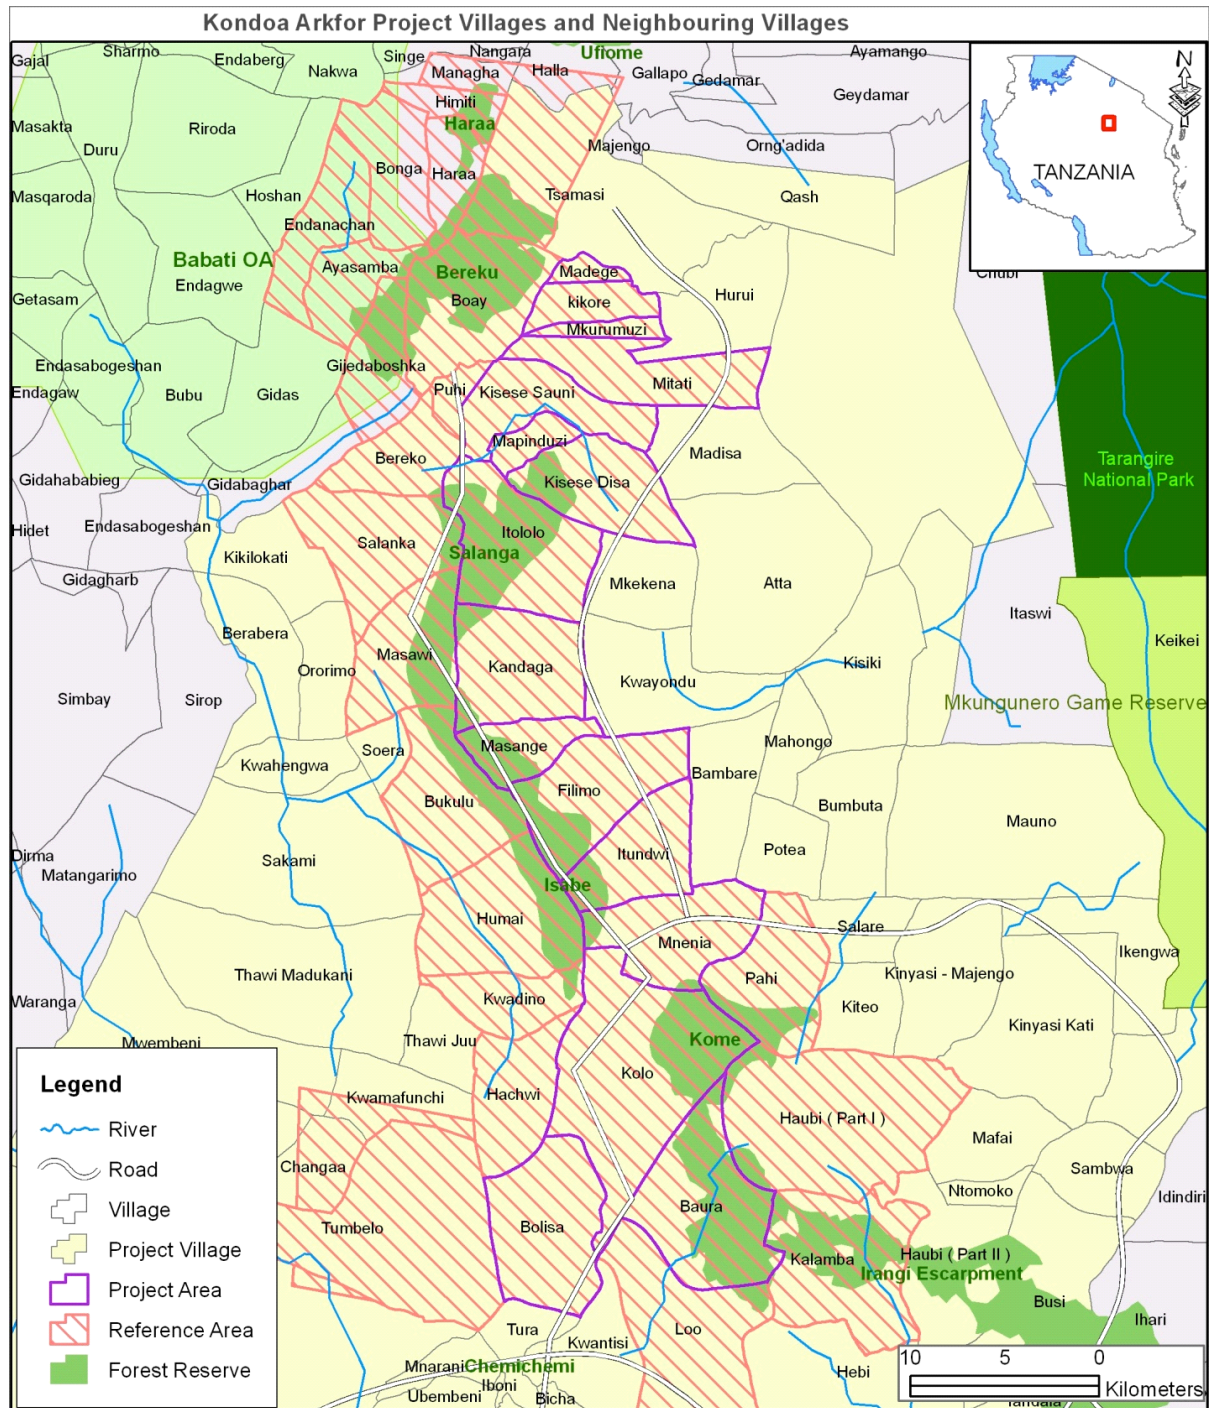 Kondoa Arkfor Project Villages and Neighbouring Villages
Gajal
Sharmo
Endaberg
Nakwa
Singe
Nangara
Managha
Halla
Ufiome
Gallapo
Gedamar
Ayamango
Geydamar
Himiti
Haraa
Masakta
Duru
Riroda
Bonga
Haraa
Majengo
Orng'adida
Masqaroda
Hoshan
Tsamasi
Qash
Endanachan
Babati OA
Endagwe
Ayasamba
Bereku
Boay
Madege
kikore
Mkurumuzi
Hurui
Getasam
Endasabogeshan
Endagaw
Bubu
Gidas
Gijedaboshka
Puhi
Kisese Sauni
Mitati
Bereko
Mapinduzi
Madisa
Gidahababieg
Gidabaghar
Kisese Disa
Hidet
Endasabogeshan
Salanka
Itololo
Salanga
Kikilokati
Gidagharb
Mkekena
Atta
Berabera
Ororimo
Masawi
Kandaga
Kwayondu
Kisiki
Simbay
Sirop
Soera
Kwahengwa
Masange
Mahongo
Bambare
Bukulu
Filimo
Bumbuta
Mauno
Dirma
Matangarimo
Sakami
Itundwi
Potea
Isabe
Humai
Mnenia
Salare
Ikengwa
Thawi Madukani
Pahi
Kinyasi - Majengo
Waranga
Kwadino
Kiteo
Kinyasi Kati
Mwembeni
Thawi Juu
Kome
Kolo
Hachwi
Kwamafunchi
Haubi ( Part I )
Mafai
Changaa
Sambwa
Ntomoko
Idindiri
Tumbelo
Bolisa
Baura
Kalamba
Haubi ( Part II )
Irangi Escarpment
Busi
Ihari
Tura
Kwantisi
Loo
Hebi
Mnarani
Chemichemi
Iboni
Ubembeni
Bicha
N
TANZANIA
Chubi
Tarangire
National Park
Itaswi
Keikei
Mkungunero Game Reserve
Legend
River
Road
Village
Project Village
Project Area
Reference Area
Forest Reserve
10 5 0
Kilometers